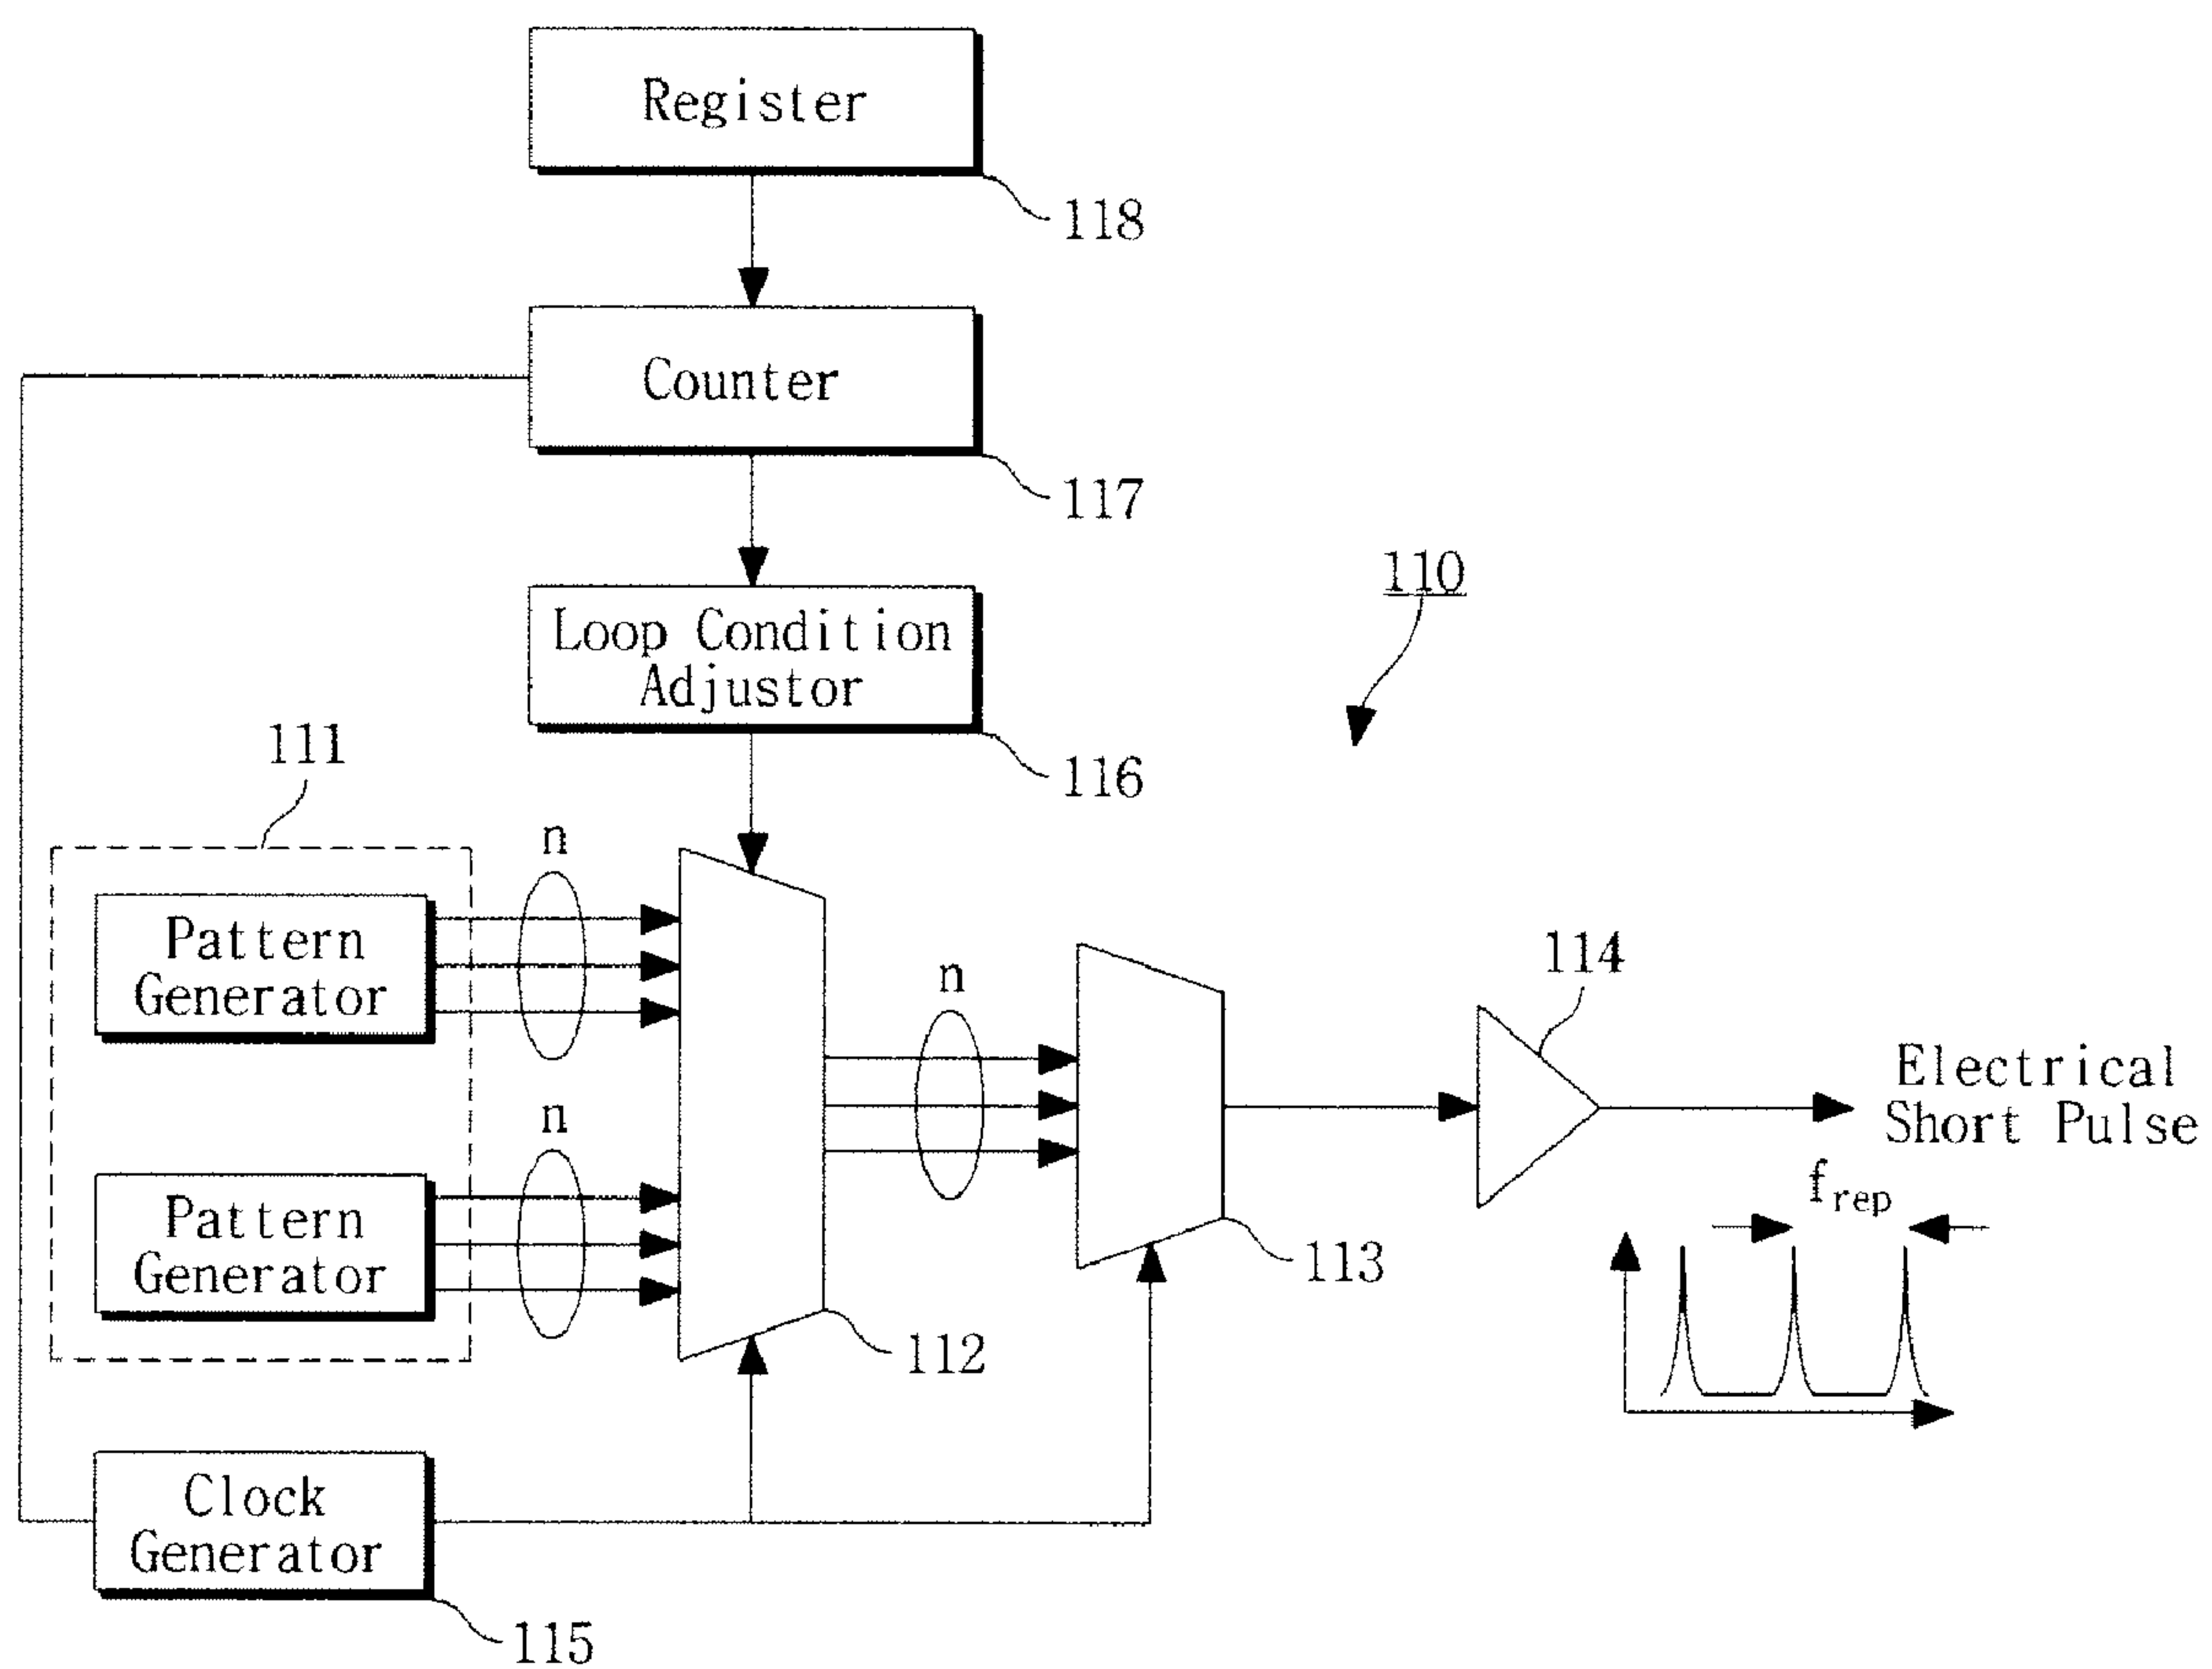 Register
118
Counter
117
Loop Condition
Adjustor
116
110
111
n
Pattern
Generator
n
Pattern
Generator
n
114
Electrical
Short Pulse
frep
113
112
Clock
Generator
115